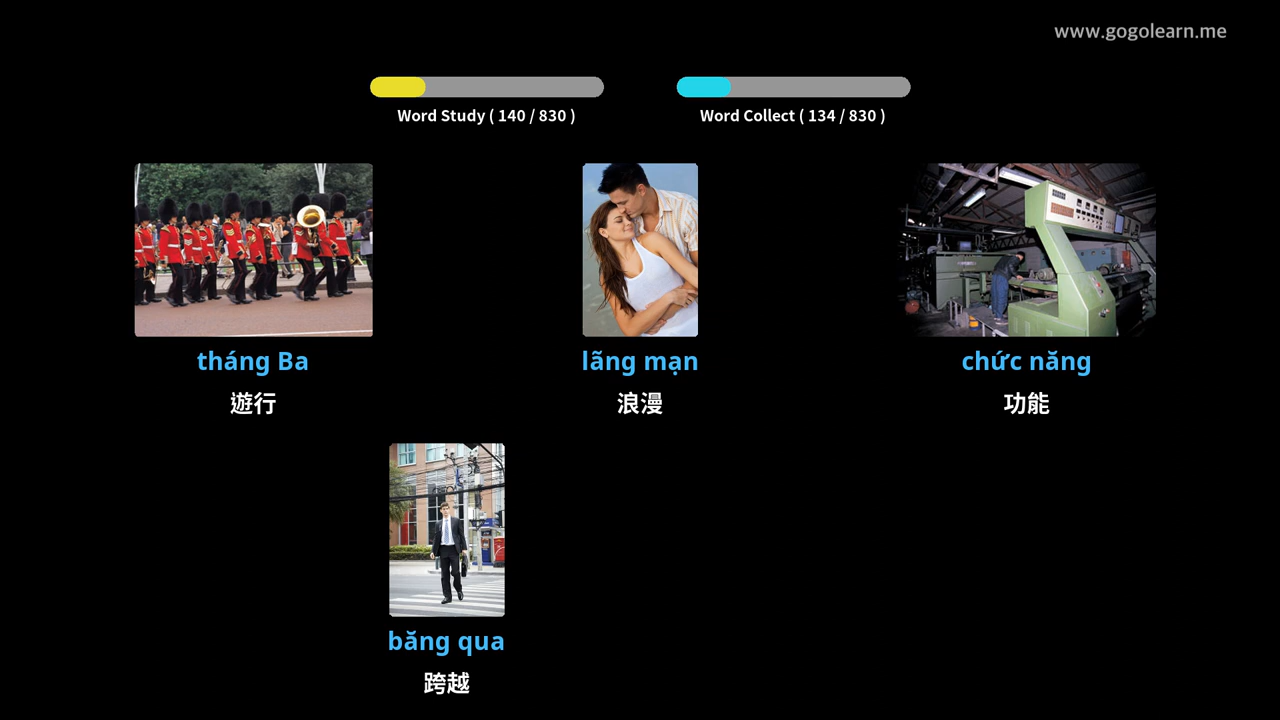 www.gogolearn.me
Word Study ( 140 / 830 )
Word Collect ( 134 / 830 )
tháng Ba
遊行
lãng mạn
浪漫
chức năng
功能
băng qua
跨越